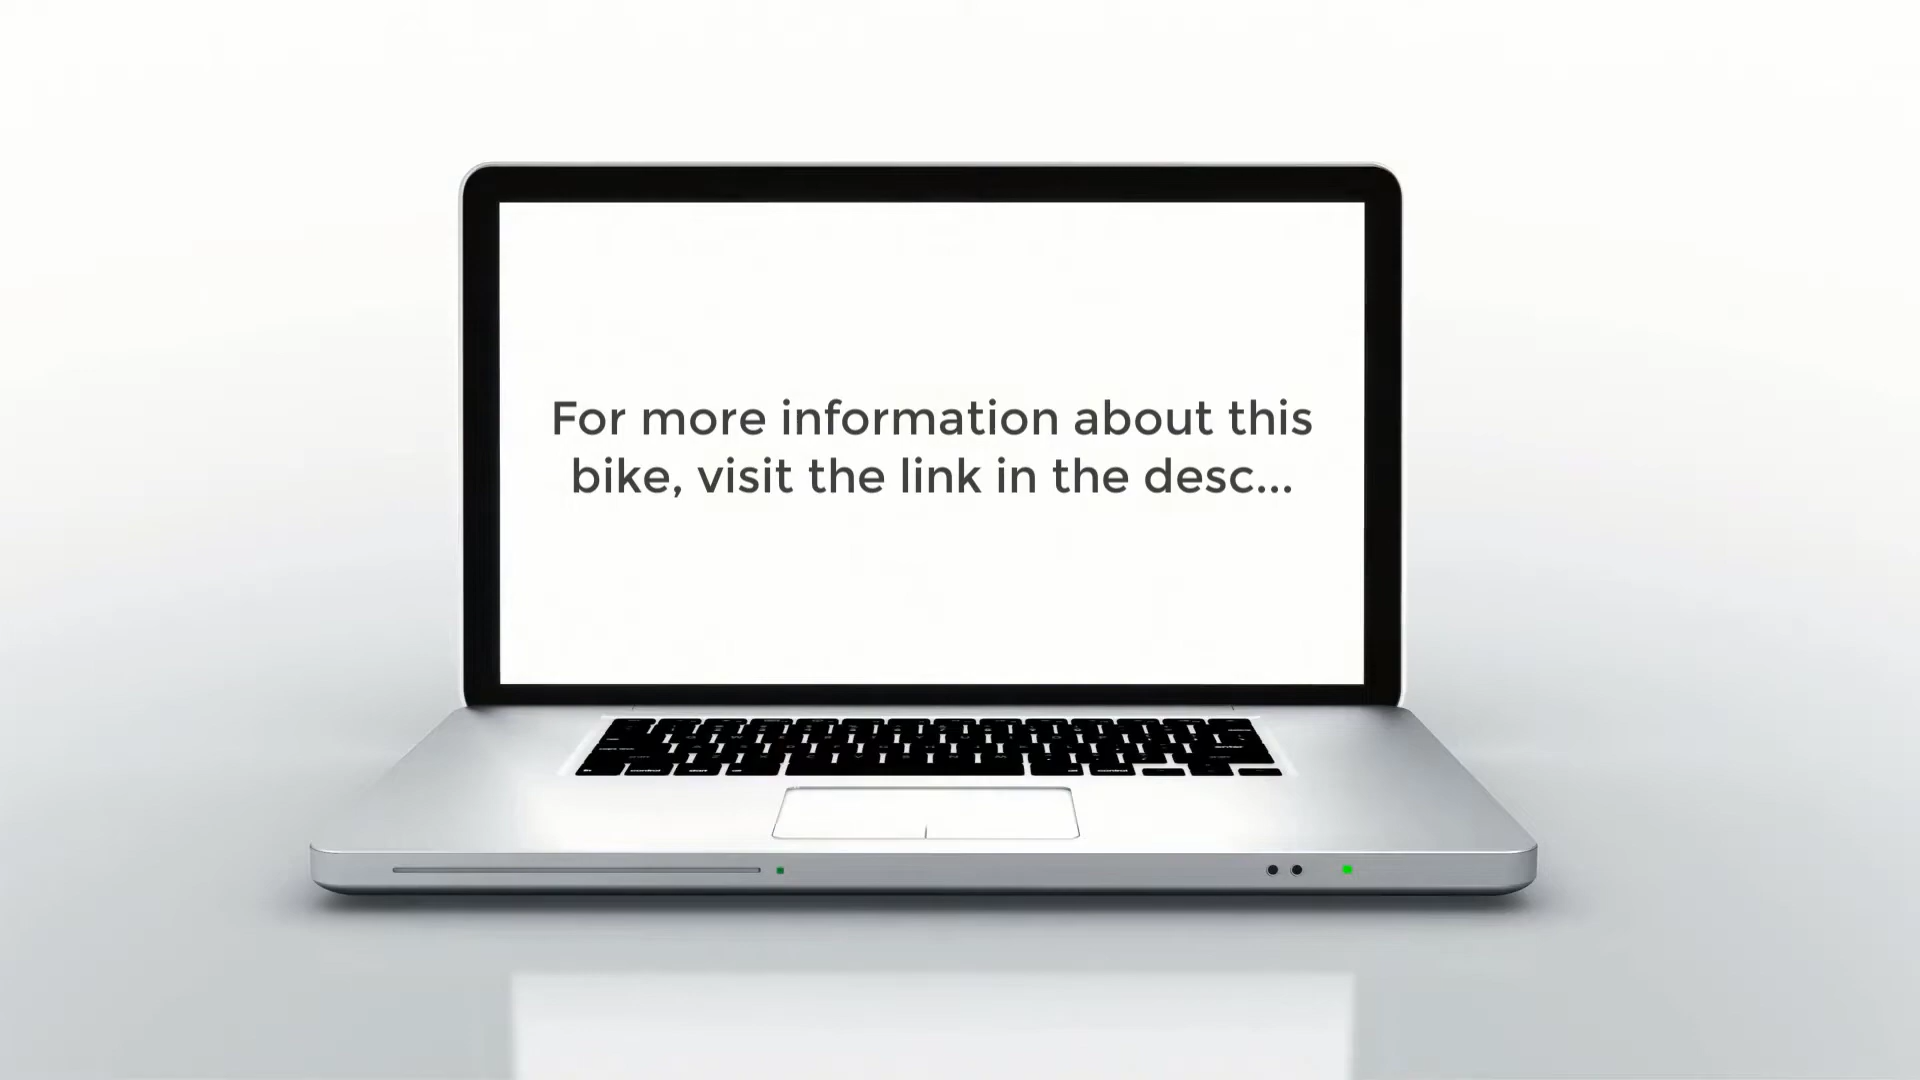 For more information about this
bike, visit the link in the desc...